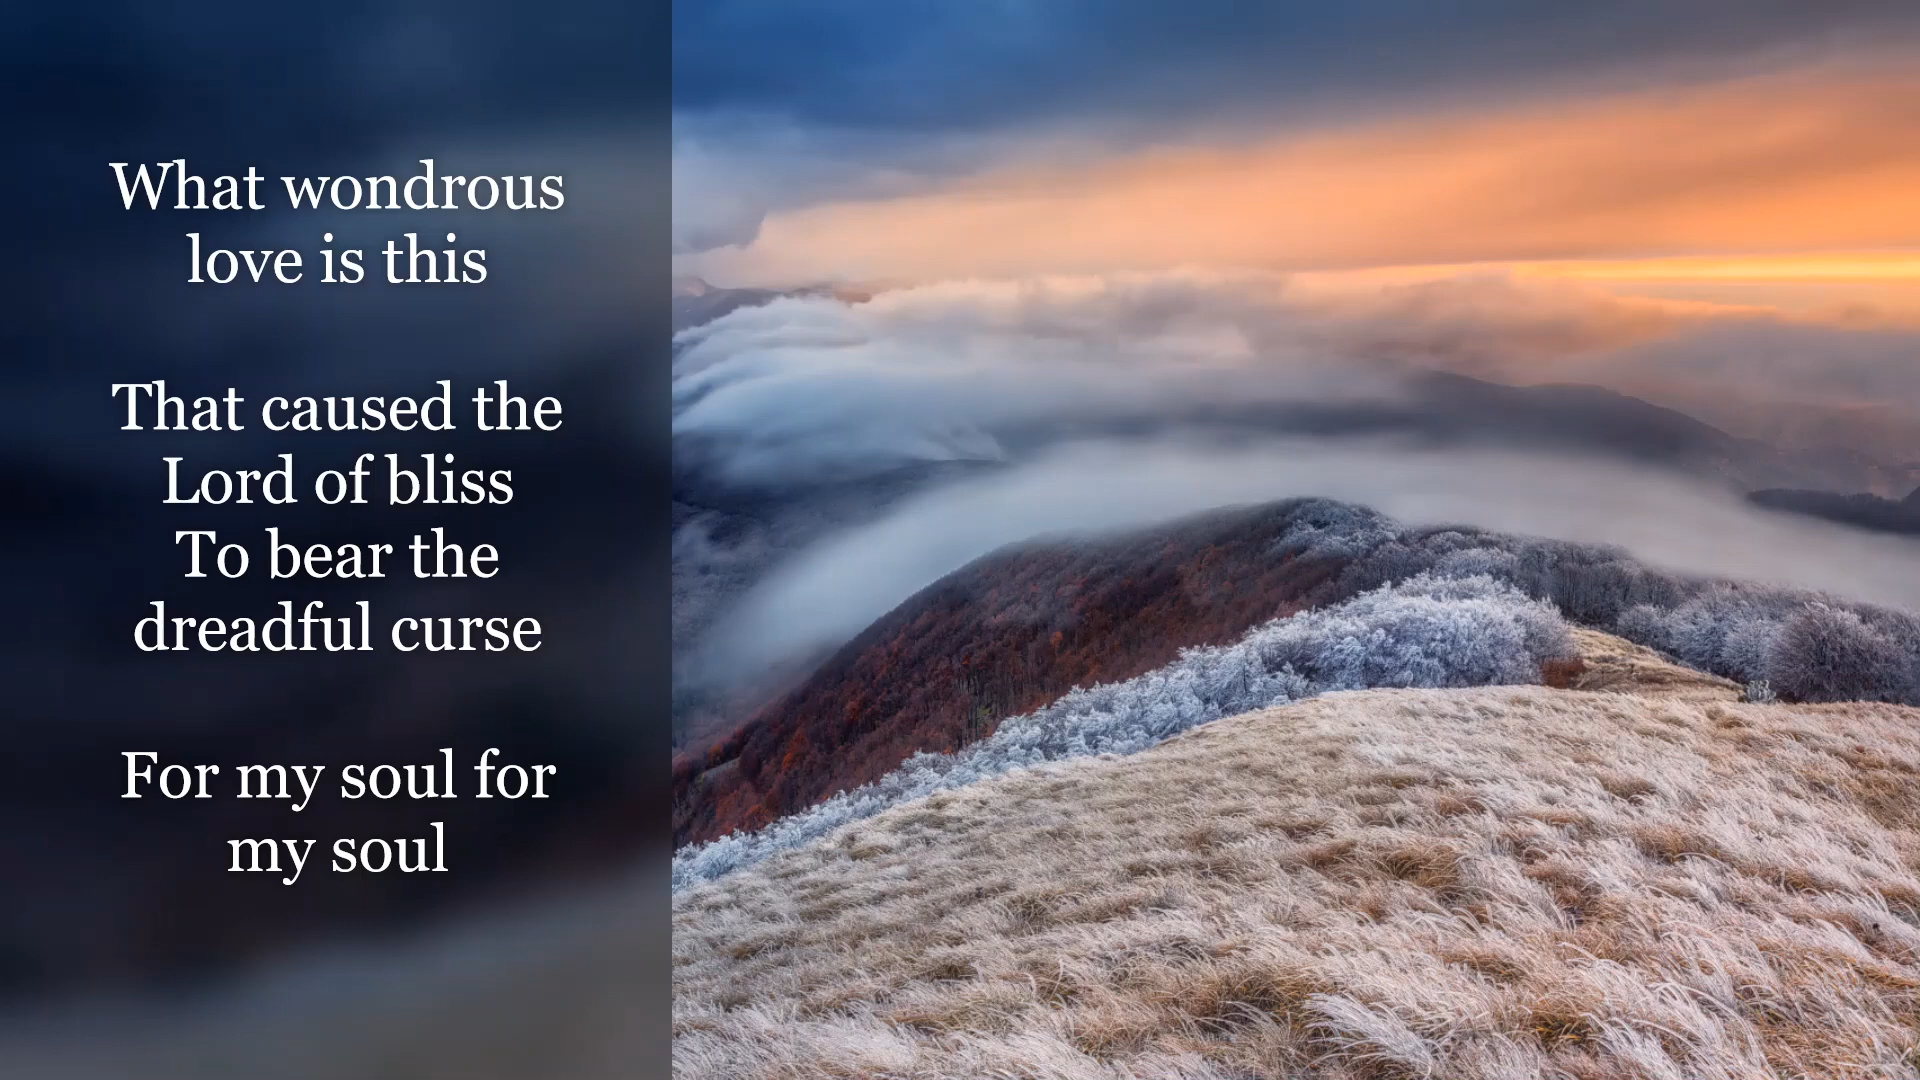 What wondrous
love is this
That caused the
Lord of bliss
To bear the
dreadful curse
For my soul for
my soul